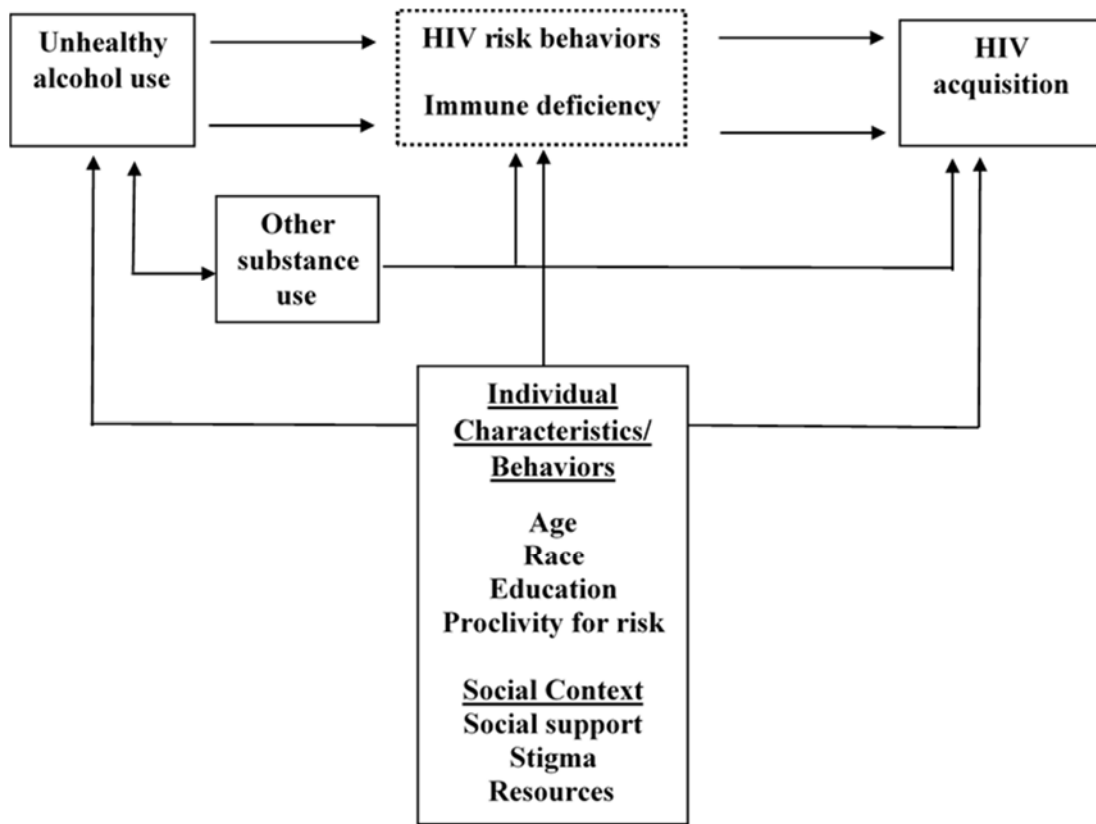 Unhealthy
alcohol use
HIV risk behaviors
Immune deficiency
HIV
acquisition
Other
substance
use
Individual
Characteristics/
Behaviors
Age
Race
Education
Proclivity for risk
Social Context
Social support
Stigma
Resources